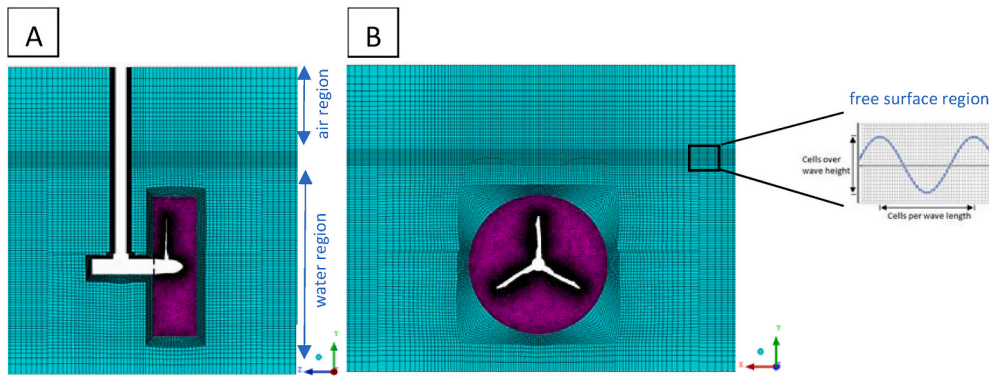 A
B
air region
water region
free surface region
Cells over
wave height
Cells per wave length
Y
Z
Y
X